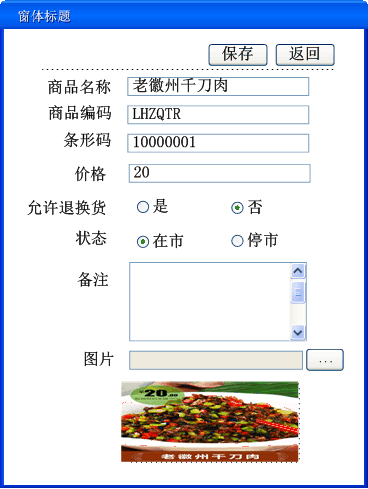 窗体标题
保存 返回
商品名称 老徽州千刀肉
商品编码 LHZQTR
条形码 10000001
价格 20
允许退换货 是 否
状态 在市 停市
备注
图片 ...
¥20.00
老徽州千刀肉